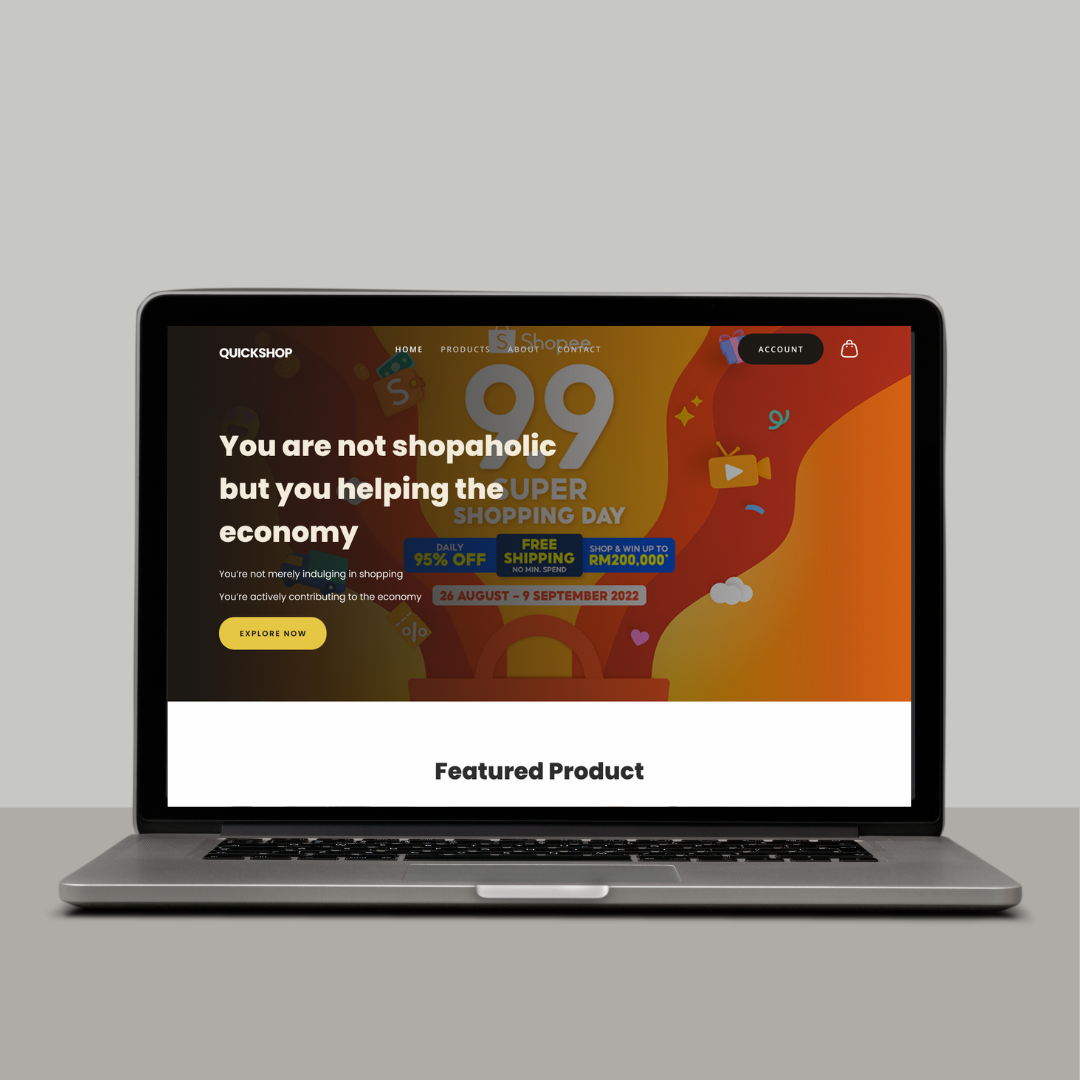 QUICKSHOP
HOME PRODUCTS ABOUT CONTACT
ACCOUNT
S Shopee
S
9.9
SUPER
SHOPPING DAY
You are not shopaholic
but you helping the
economy
DAILY
95% OFF
FREE
SHIPPING
NO MIN. SPEND
SHOP & WIN UP TO
RM200,000*
26 AUGUST – 9 SEPTEMBER 2022
You're not merely indulging in shopping
You're actively contributing to the economy
%
EXPLORE NOW
Featured Product